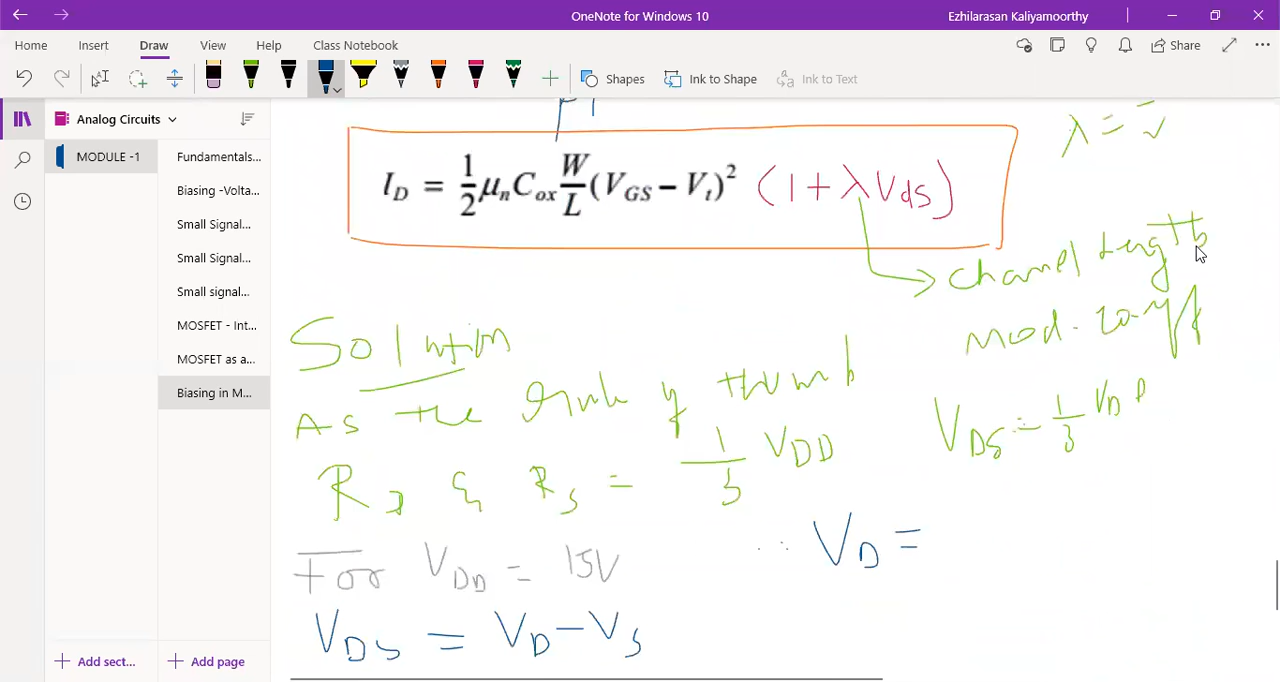 OneNote for Windows 10
Ezhilarasan Kaliyamoorthy
Home Insert Draw View Help Class Notebook
Share
Shapes Ink to Shape Ink to Text
Analog Circuits
MODULE -1
Fundamentals...
Biasing -Volta...
Small Signal...
Small Signal...
Small signal...
MOSFET - Int...
MOSFET as a...
Biasing in M...
+ Add sect...
+ Add page
λ =
I_D = 1/2 μ_n C_ox W/L (V_GS − V_t)² (1 + λ Vds)
Channel Length
mod.
Solution
As the rule of thumb
R_D & R_S = 1/3 VDD
V_DS = 1/3 V_D
For V_DD = 15V
V_D =
V_DS = V_D − V_S